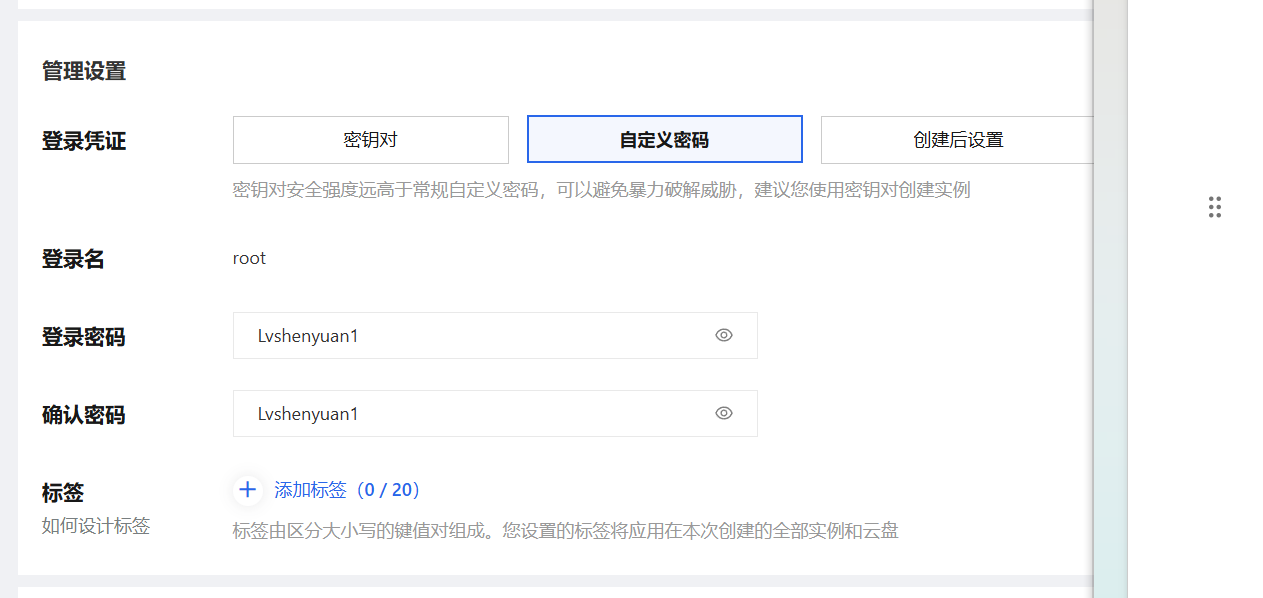 管理设置
登录凭证 密钥对 自定义密码 创建后设置
密钥对安全强度远高于常规自定义密码，可以避免暴力破解威胁，建议您使用密钥对创建实例
登录名 root
登录密码 Lvshenyuan1
确认密码 Lvshenyuan1
标签 + 添加标签（0 / 20）
如何设计标签 标签由区分大小写的键值对组成。您设置的标签将应用在本次创建的全部实例和云盘